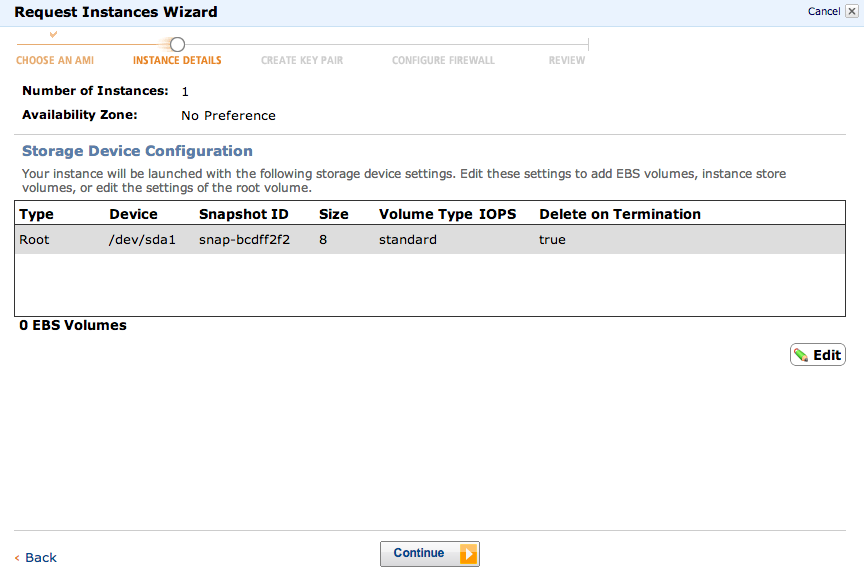 Request Instances Wizard
Cancel
CHOOSE AN AMI INSTANCE DETAILS CREATE KEY PAIR CONFIGURE FIREWALL REVIEW
Number of Instances: 1
Availability Zone: No Preference
Storage Device Configuration
Your instance will be launched with the following storage device settings. Edit these settings to add EBS volumes, instance store
volumes, or edit the settings of the root volume.
Type Device Snapshot ID Size Volume Type IOPS Delete on Termination
Root /dev/sda1 snap-bcdff2f2 8 standard true
0 EBS Volumes
Edit
Back
Continue